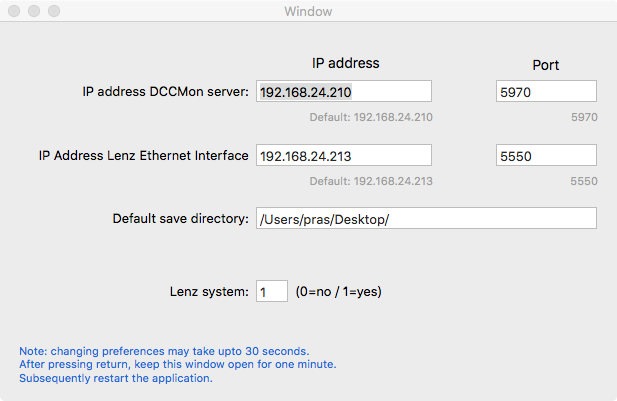 Window
IP address Port
IP address DCCMon server: 192.168.24.210 5970
Default: 192.168.24.210 5970
IP Address Lenz Ethernet Interface 192.168.24.213 5550
Default: 192.168.24.213 5550
Default save directory: /Users/pras/Desktop/
Lenz system: 1 (0=no / 1=yes)
Note: changing preferences may take upto 30 seconds.
After pressing return, keep this window open for one minute.
Subsequently restart the application.